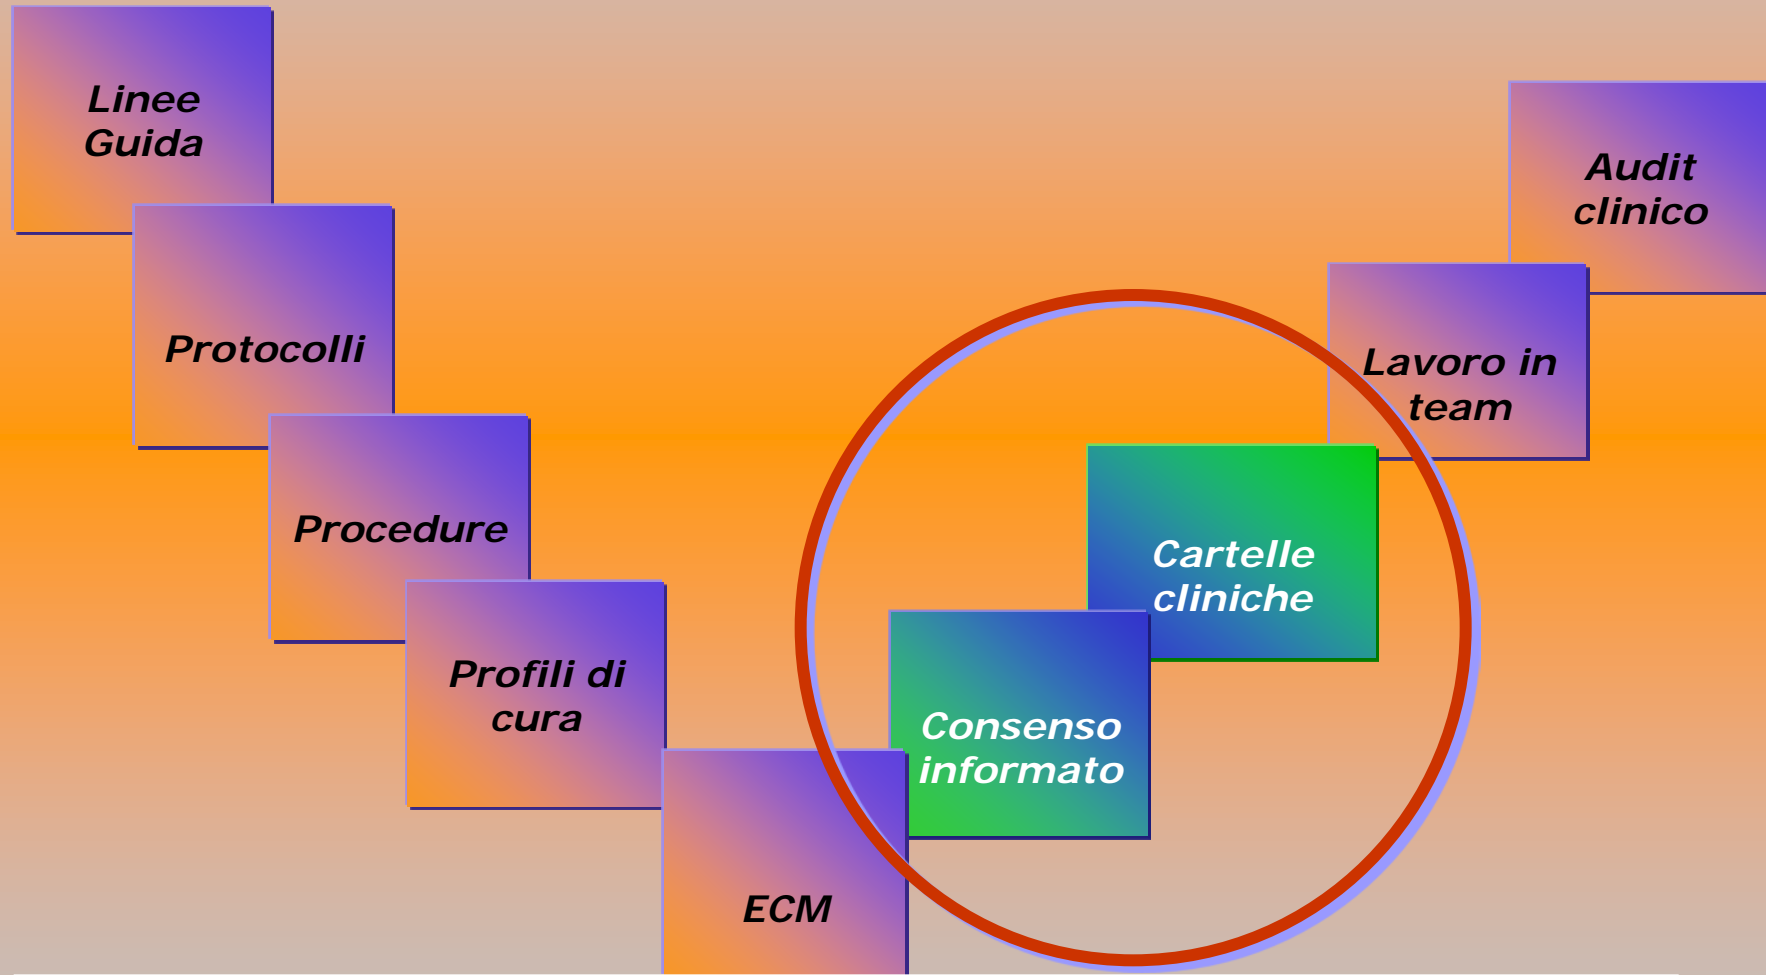 Linee
Guida
Protocolli
Procedure
Profili di
cura
ECM
Consenso
informato
Cartelle
cliniche
Lavoro in
team
Audit
clinico